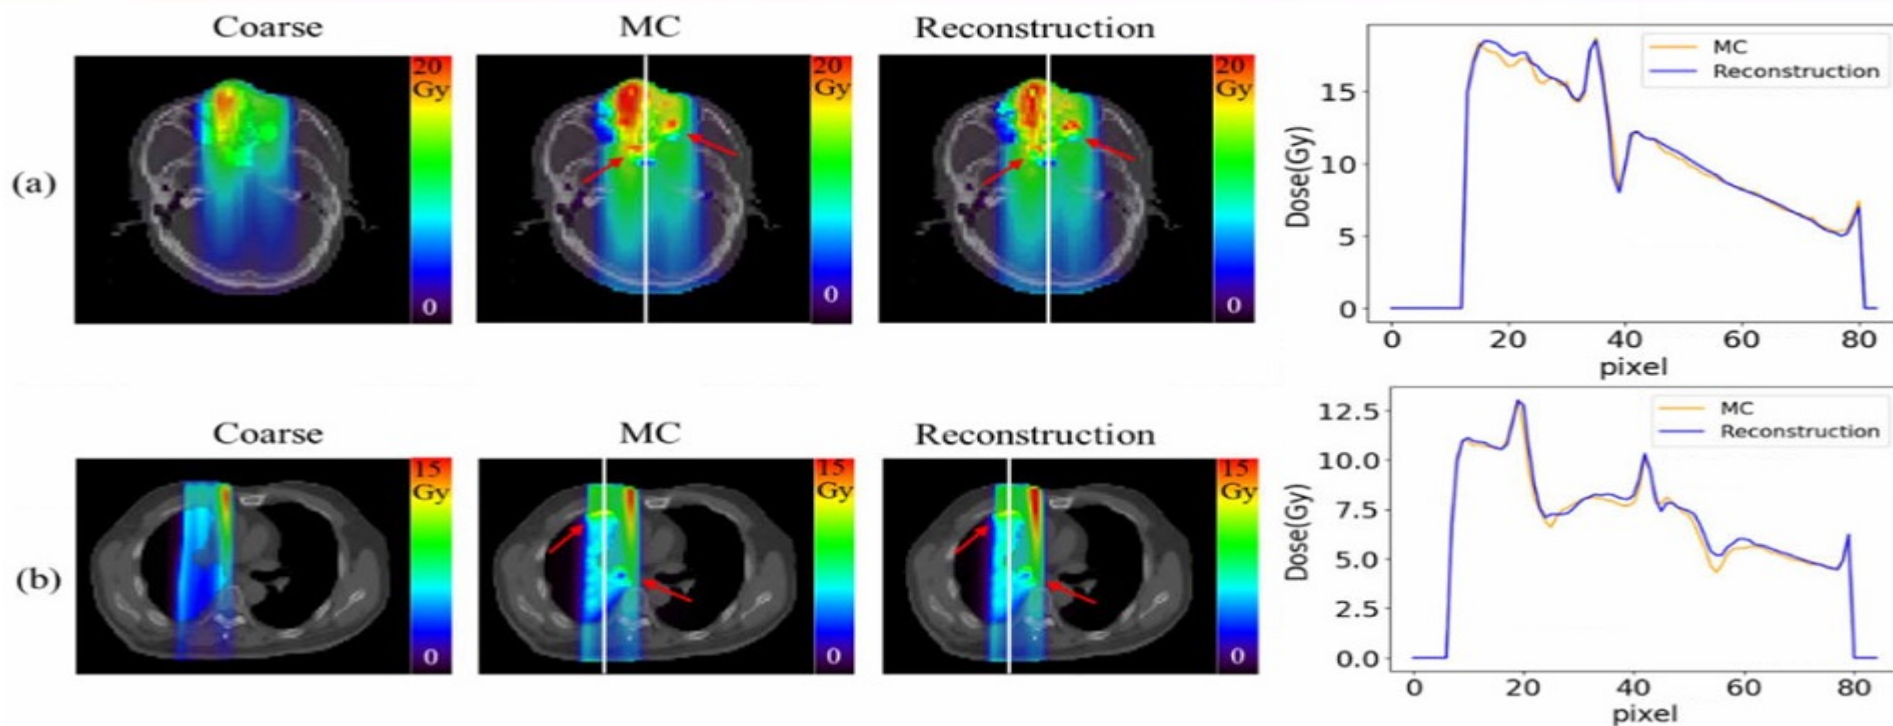 Coarse
MC
Reconstruction
(a)
20
Gy
0
20
Gy
0
20
Gy
0
MC
Reconstruction
Dose(Gy)
15
10
5
0
0 20 40 60 80
pixel
Coarse
MC
Reconstruction
(b)
15
Gy
0
15
Gy
0
15
Gy
0
MC
Reconstruction
Dose(Gy)
12.5
10.0
7.5
5.0
2.5
0.0
0 20 40 60 80
pixel